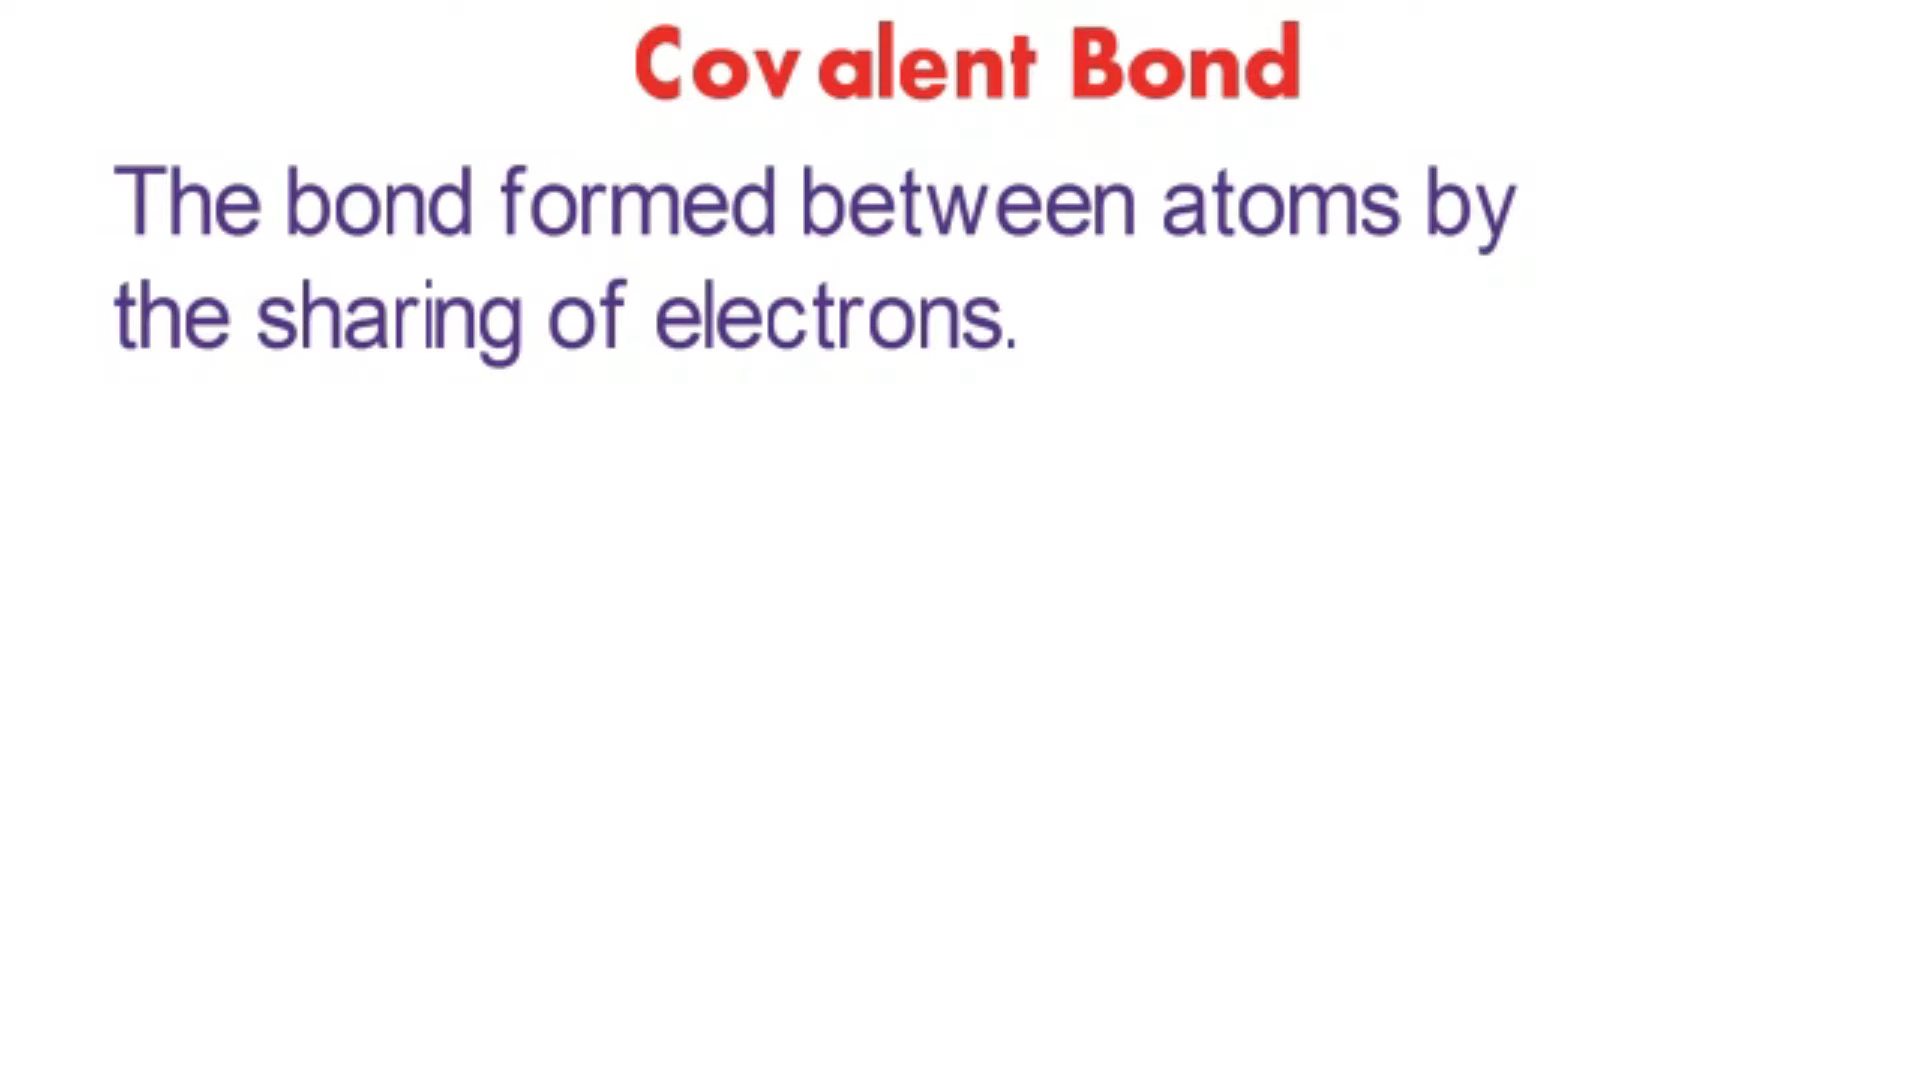 Covalent Bond
The bond formed between atoms by
the sharing of electrons.